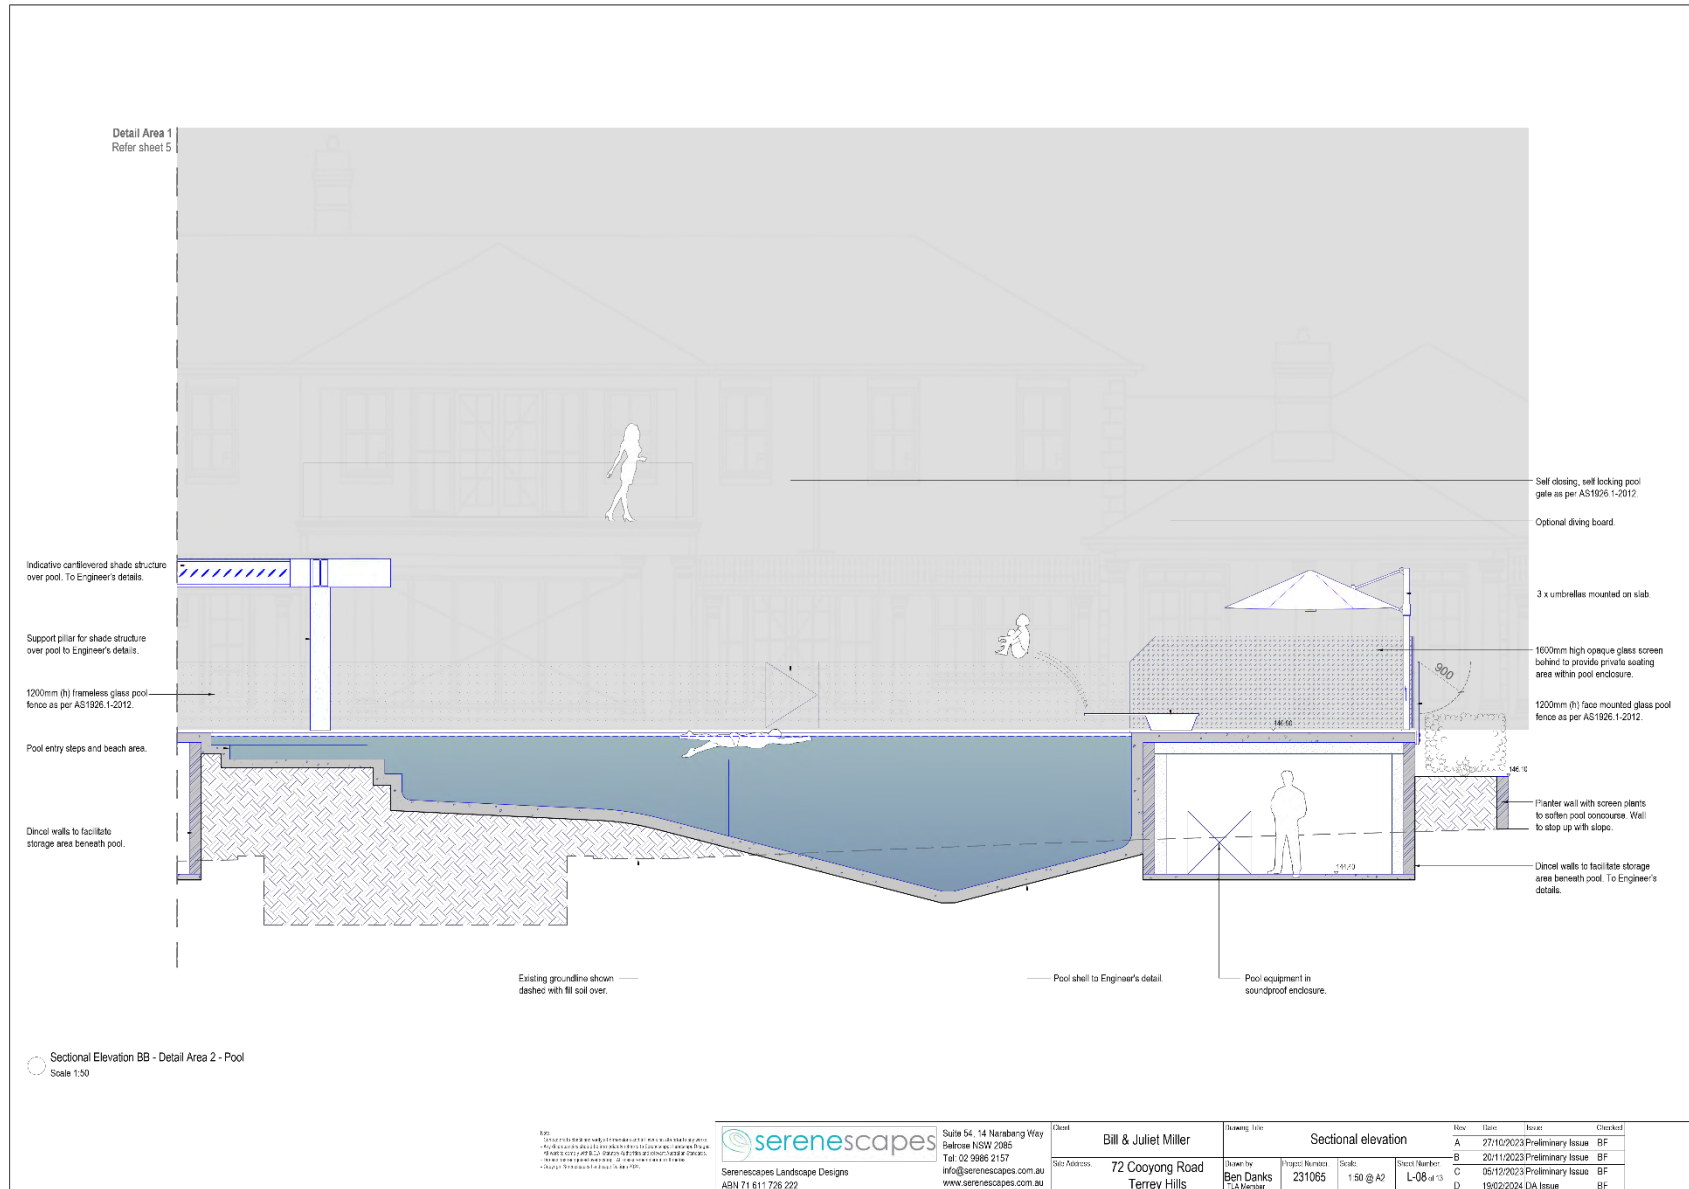 Detail Area 1
Refer sheet 5
Self closing, self locking pool
gate as per AS1926.1-2012.
Optional diving board.
Indicative cantilevered shade structure
over pool. To Engineer's details.
3 x umbrellas mounted on slab.
Support pillar for shade structure
over pool to Engineer's details.
1600mm high opaque glass screen
behind to provide private seating
area within pool enclosure.
900
1200mm (h) frameless glass pool
fence as per AS1926.1-2012.
1200mm (h) face mounted glass pool
fence as per AS1926.1-2012.
Pool entry steps and beach area.
146.10
Planter wall with screen plants
to soften pool concourse. Wall
to step up with slope.
Dincel walls to facilitate
storage area beneath pool.
Dincel walls to facilitate storage
area beneath pool. To Engineer's
details.
Existing groundline shown
dashed with fill soil over.
Pool shell to Engineer's detail.
Pool equipment in
soundproof enclosure.
Sectional Elevation BB - Detail Area 2 - Pool
Scale 1:50
serenescapes
Serenescapes Landscape Designs
ABN 71 611 726 222
Suite 54, 14 Narabang Way
Belrose NSW 2085
Tel: 02 9986 2157
info@serenescapes.com.au
www.serenescapes.com.au
Client
Bill & Juliet Miller
Site Address:
72 Cooyong Road
Terrey Hills
Drawing title
Sectional elevation
Drawn by
Ben Danks
TLA Member
Project Number:
231065
Scale:
1:50 @ A2
Sheet Number
L-08 of 13
Rev Date Issue Checked
A 27/10/2023 Preliminary Issue BF
B 20/11/2023 Preliminary Issue BF
C 05/12/2023 Preliminary Issue BF
D 19/02/2024 DA Issue BF